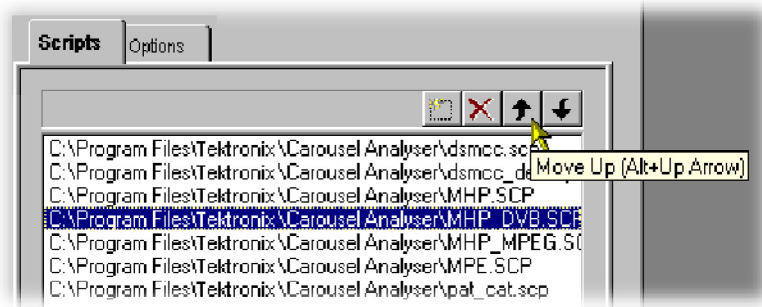 Scripts Options
C:\Program Files\Tektronix\Carousel Analyser\dsmcc.sc
Move Up (Alt+Up Arrow)
C:\Program Files\Tektronix\Carousel Analyser\dsmcc_de
C:\Program Files\Tektronix\Carousel Analyser\MHP.SCP
C:\Program Files\Tektronix\Carousel Analyser\MHP_DVB.SCP
C:\Program Files\Tektronix\Carousel Analyser\MHP_MPEG.SC
C:\Program Files\Tektronix\Carousel Analyser\MPE.SCP
C:\Program Files\Tektronix\Carousel Analyser\pat_cat.scp